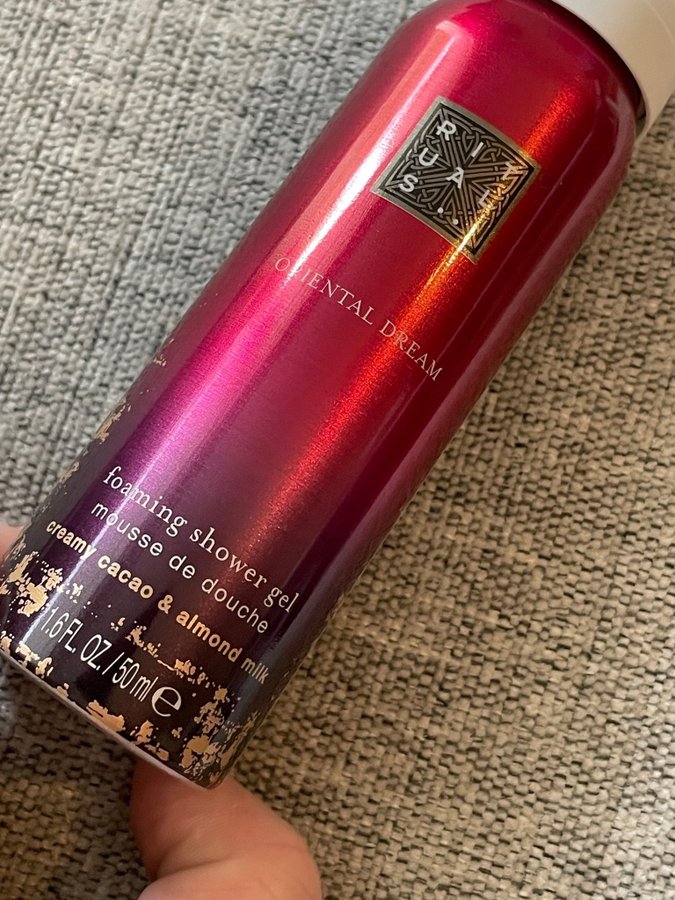 RITUALS...
ORIENTAL DREAM
foaming shower gel
mousse de douche
creamy cacao & almond milk
1.6 FL. OZ. / 50 ml ℮